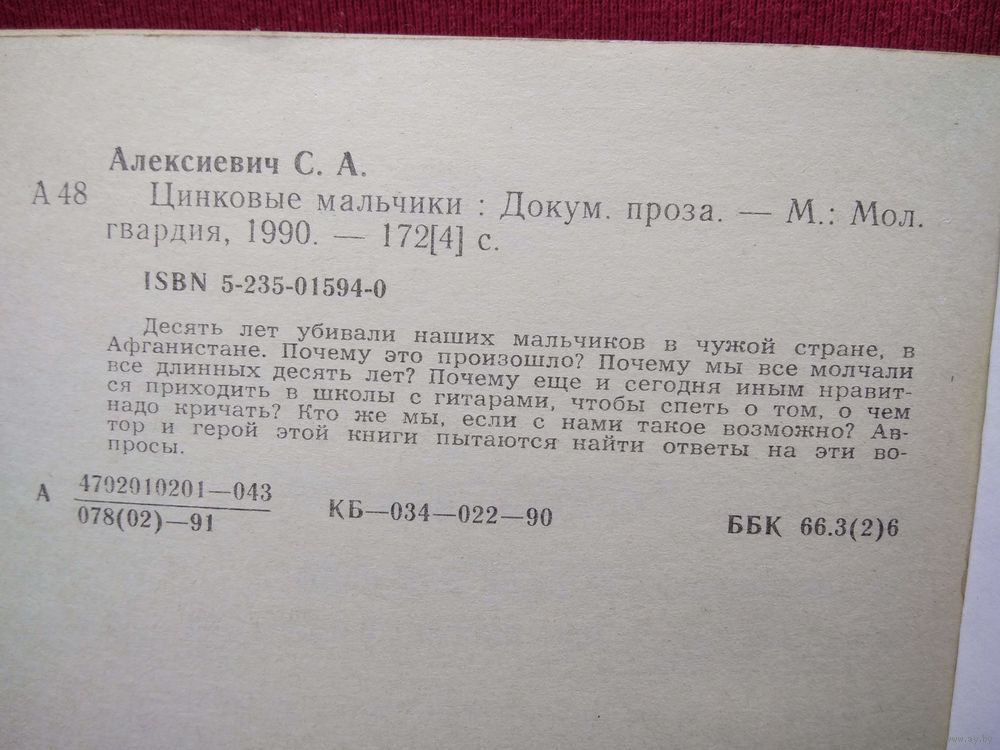 Алексиевич С. А.
А 48 Цинковые мальчики : Докум. проза. — М.: Мол.
гвардия, 1990. — 172[4] с.
ISBN 5-235-01594-0
Десять лет убивали наших мальчиков в чужой стране, в
Афганистане. Почему это произошло? Почему мы все молчали
все длинных десять лет? Почему еще и сегодня иным нравит-
ся приходить в школы с гитарами, чтобы спеть о том, о чем
надо кричать? Кто же мы, если с нами такое возможно? Ав-
тор и герой этой книги пытаются найти ответы на эти во-
просы.
А 4702010201—043
078(02)—91
КБ—034—022—90
ББК 66.3(2)6
www.ay.by